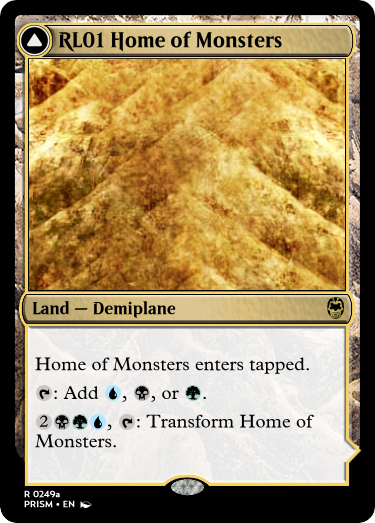 RL01 Home of Monsters
Land — Demiplane
Home of Monsters enters tapped.
: Add , , or .
2 , : Transform Home of
Monsters.
R 0249a
PRISM • EN